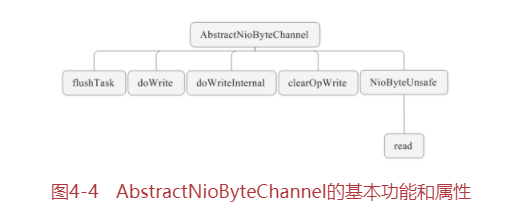 AbstractNioByteChannel
flushTask doWrite doWriteInternal clearOpWrite NioByteUnsafe
read
图4-4 AbstractNioByteChannel的基本功能和属性